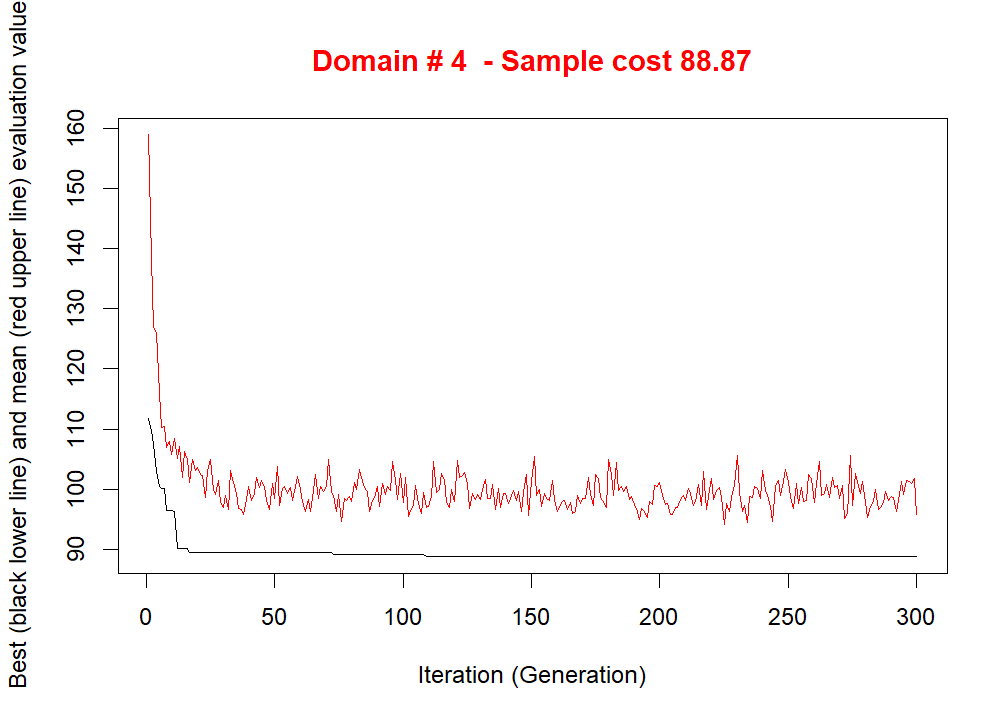 Domain # 4  - Sample cost 88.87
Best (black lower line) and mean (red upper line) evaluation value
160
150
140
130
120
110
100
90
0 50 100 150 200 250 300
Iteration (Generation)